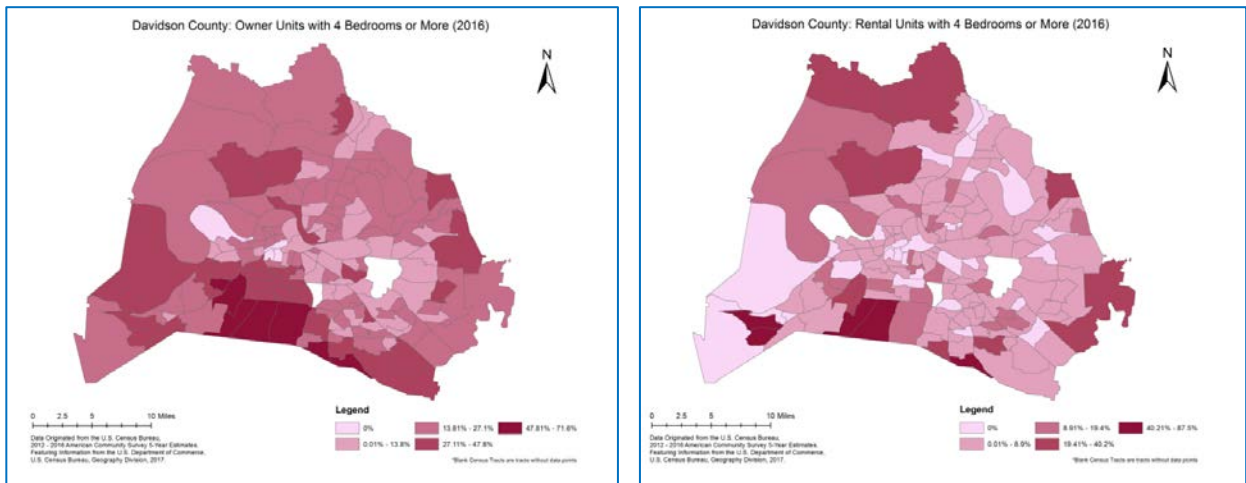 Davidson County: Owner Units with 4 Bedrooms or More (2016)
N
0 2.5 5 10 Miles
Data Originated from the U.S. Census Bureau,
2012 - 2016 American Community Survey 5-Year Estimates.
Featuring Information from the U.S. Department of Commerce,
U.S. Census Bureau, Geography Division, 2017.
Legend
0%
0.01% - 13.8%
13.81% - 27.1%
27.11% - 47.8%
47.81% - 71.6%
*Blank Census Tracts are tracts without data points
Davidson County: Rental Units with 4 Bedrooms or More (2016)
N
0 2.5 5 10 Miles
Data Originated from the U.S. Census Bureau,
2012 - 2016 American Community Survey 5-Year Estimates.
Featuring Information from the U.S. Department of Commerce,
U.S. Census Bureau, Geography Division, 2017.
Legend
0%
0.01% - 8.9%
8.91% - 19.4%
19.41% - 40.2%
40.21% - 87.5%
*Blank Census Tracts are tracts without data points